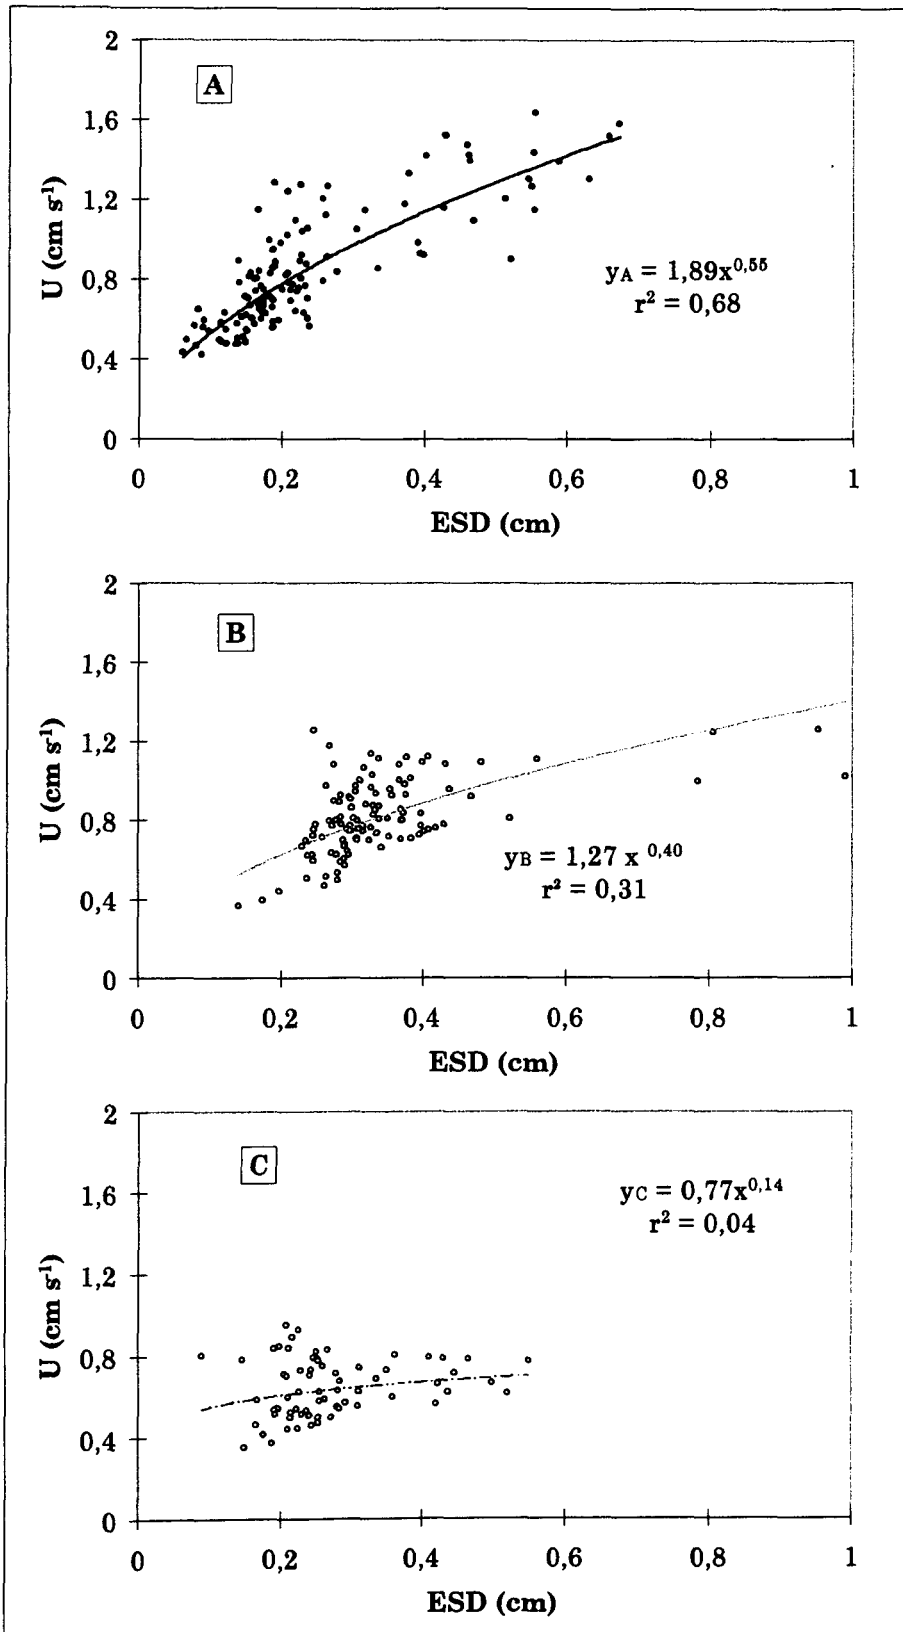 2
A
1,6
1,2
U (cm s⁻¹)
0,8
yA = 1,89x^0,55
r² = 0,68
0,4
0
0 0,2 0,4 0,6 0,8 1
ESD (cm)
2
B
1,6
1,2
U (cm s⁻¹)
0,8
yB = 1,27 x ^0,40
r² = 0,31
0,4
0
0 0,2 0,4 0,6 0,8 1
ESD (cm)
2
C
yC = 0,77x^0,14
1,6
r² = 0,04
1,2
U (cm s⁻¹)
0,8
0,4
0
0 0,2 0,4 0,6 0,8 1
ESD (cm)